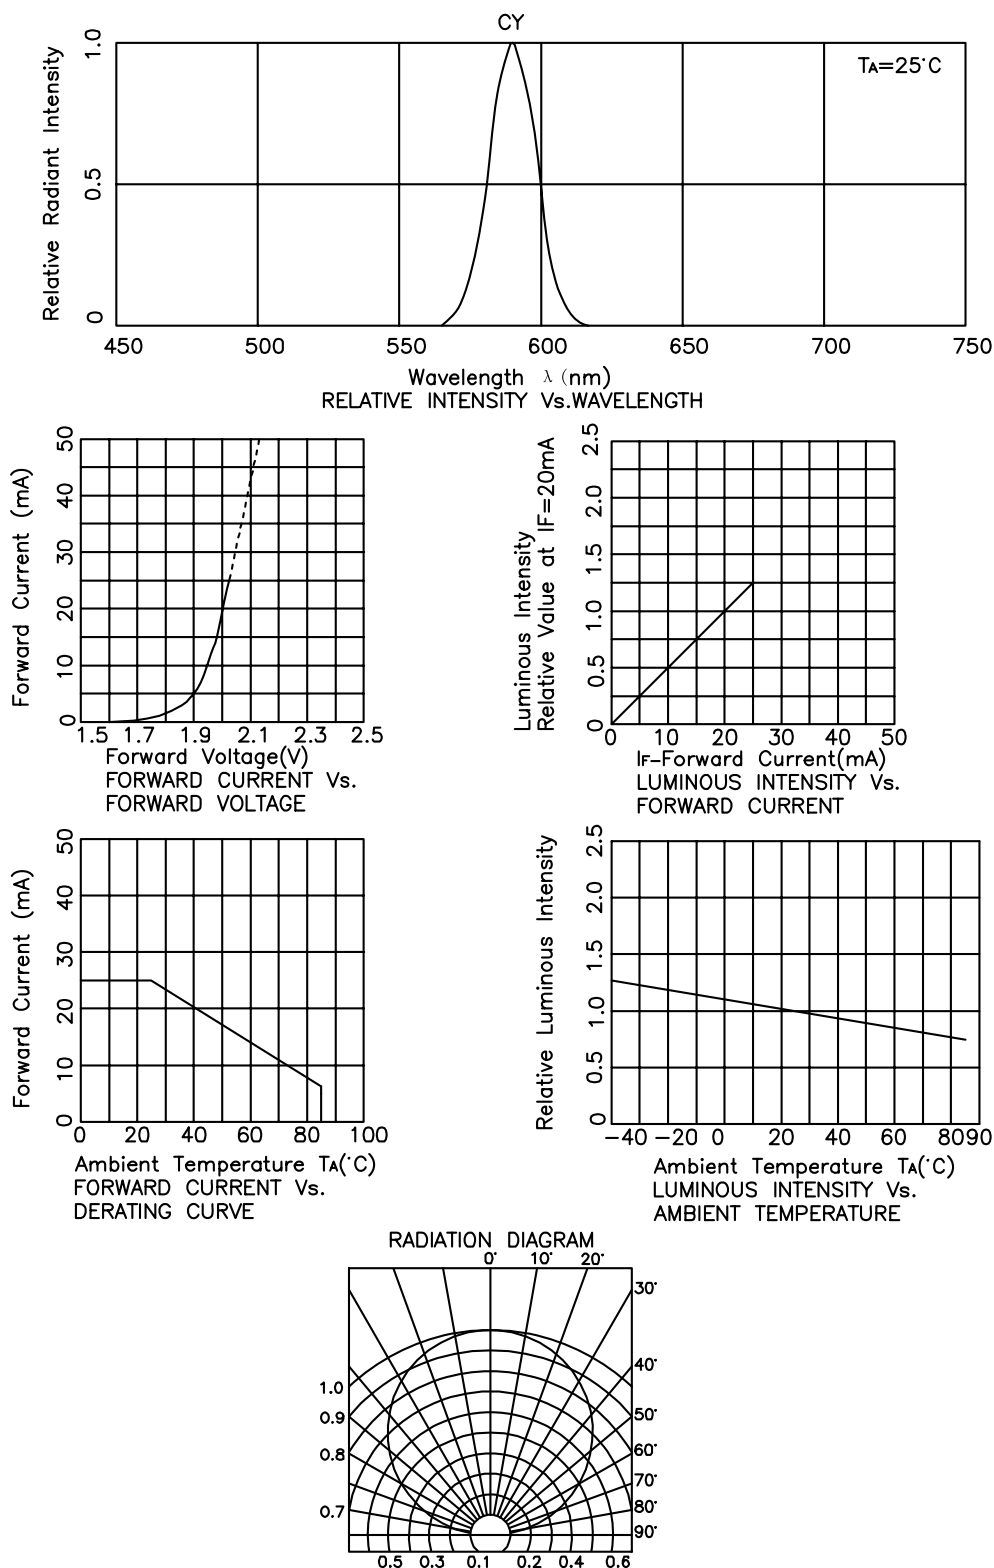 CY
1.0
TA=25°C
Relative Radiant Intensity
0.5
0
450 500 550 600 650 700 750
Wavelength λ (nm)
RELATIVE INTENSITY Vs.WAVELENGTH
50
40
30
20
10
0
Forward Current (mA)
1.5 1.7 1.9 2.1 2.3 2.5
Forward Voltage(V)
FORWARD CURRENT Vs.
FORWARD VOLTAGE
2.5
2.0
1.5
1.0
0.5
0
Luminous Intensity
Relative Value at IF=20mA
0 10 20 30 40 50
IF-Forward Current(mA)
LUMINOUS INTENSITY Vs.
FORWARD CURRENT
50
40
30
20
10
0
Forward Current (mA)
0 20 40 60 80 100
Ambient Temperature TA(°C)
FORWARD CURRENT Vs.
DERATING CURVE
2.5
2.0
1.5
1.0
0.5
0
Relative Luminous Intensity
-40 -20 0 20 40 60 80 90
Ambient Temperature TA(°C)
LUMINOUS INTENSITY Vs.
AMBIENT TEMPERATURE
RADIATION DIAGRAM
0° 10° 20°
30°
40°
1.0
50°
0.9
60°
0.8
70°
80°
0.7
90°
0.5 0.3 0.1 0.2 0.4 0.6